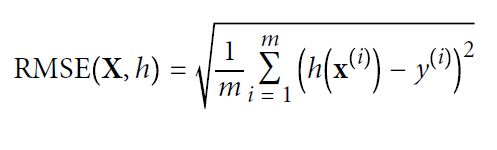 RMSE(𝐗, h) = √(1/m ∑_{i = 1}^{m} (h(𝐱^{(i)}) − y^{(i)})²)